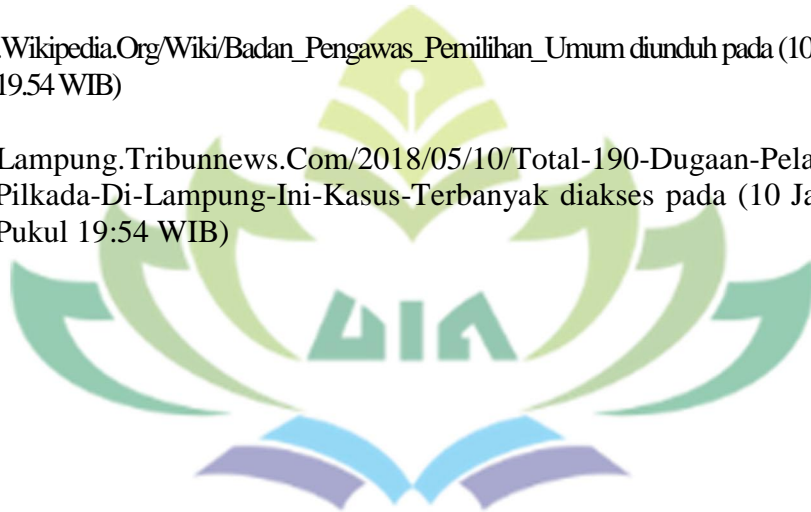 .Wikipedia.Org/Wiki/Badan_Pengawas_Pemilihan_Umum diunduh pada (10
19.54 WIB)
Lampung.Tribunnews.Com/2018/05/10/Total-190-Dugaan-Pela
Pilkada-Di-Lampung-Ini-Kasus-Terbanyak diakses pada (10 Ja
Pukul 19:54 WIB)
UIN